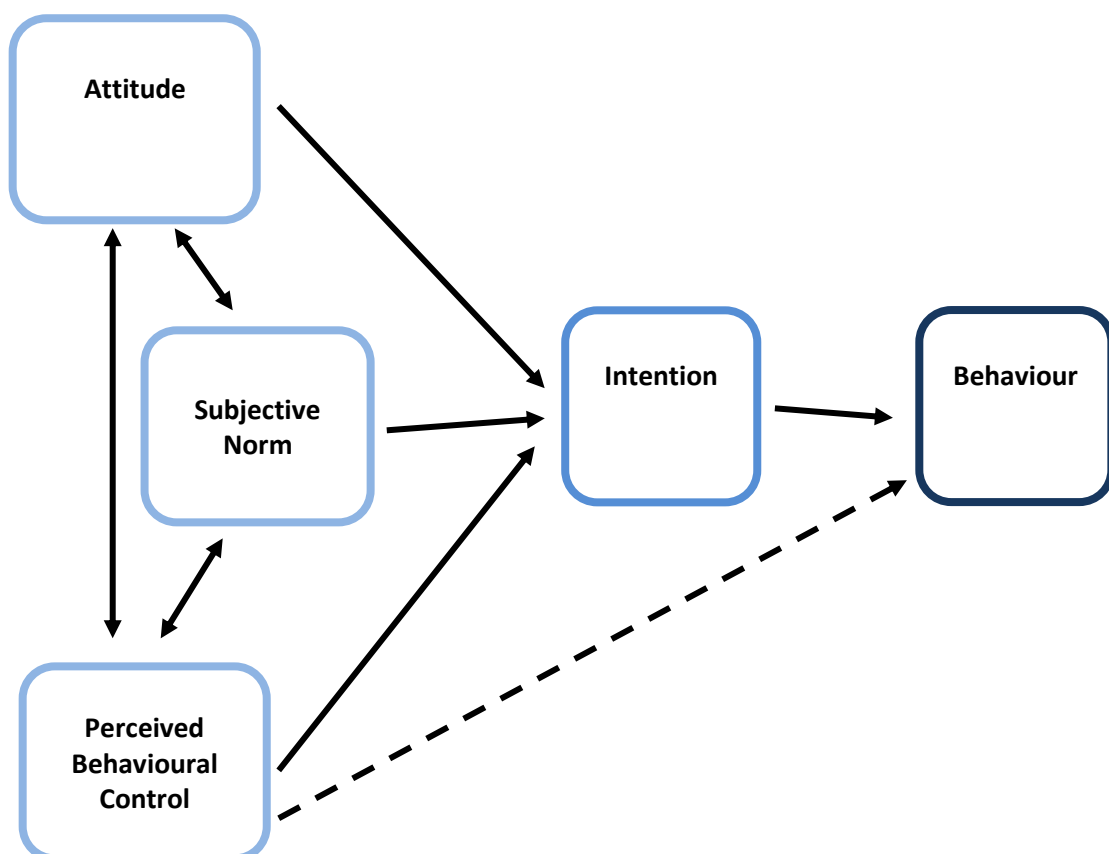 Attitude
Subjective
Norm
Intention
Behaviour
Perceived
Behavioural
Control